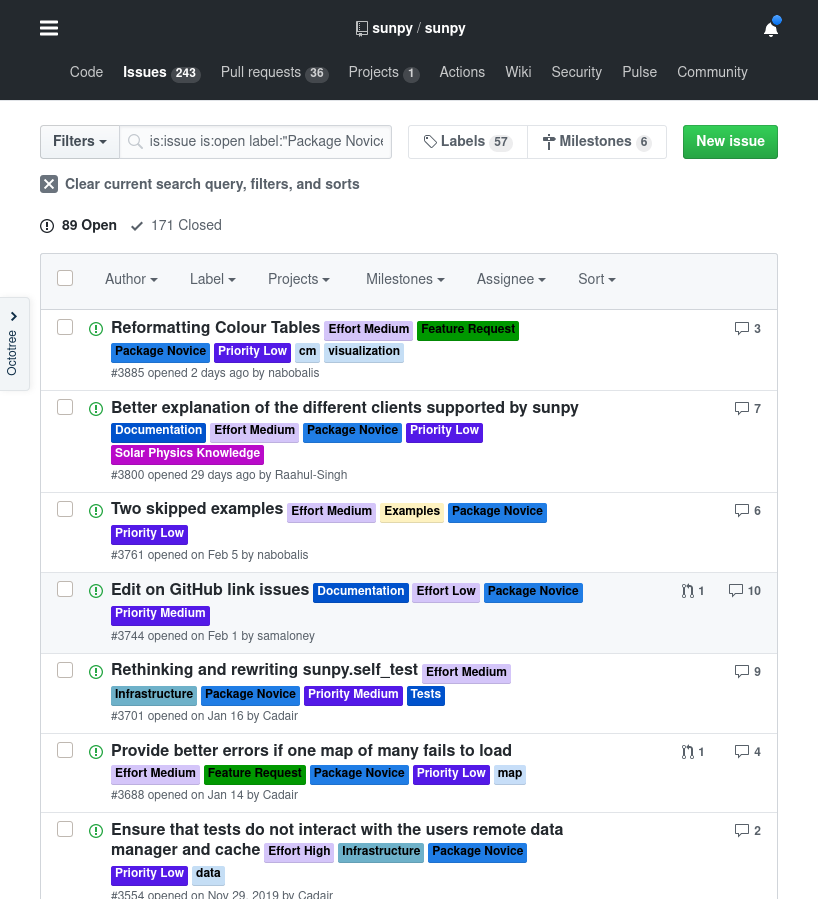 sunpy / sunpy
Code Issues 243 Pull requests 36 Projects 1 Actions Wiki Security Pulse Community
Filters is:issue is:open label:"Package Novice Labels 57 Milestones 6 New issue
Clear current search query, filters, and sorts
89 Open 171 Closed
Author Label Projects Milestones Assignee Sort
Octotree
Reformatting Colour Tables Effort Medium Feature Request 3
Package Novice Priority Low cm visualization
#3885 opened 2 days ago by nabobalis
Better explanation of the different clients supported by sunpy 7
Documentation Effort Medium Package Novice Priority Low
Solar Physics Knowledge
#3800 opened 29 days ago by Raahul-Singh
Two skipped examples Effort Medium Examples Package Novice 6
Priority Low
#3761 opened on Feb 5 by nabobalis
Edit on GitHub link issues Documentation Effort Low Package Novice 1 10
Priority Medium
#3744 opened on Feb 1 by samaloney
Rethinking and rewriting sunpy.self_test Effort Medium 9
Infrastructure Package Novice Priority Medium Tests
#3701 opened on Jan 16 by Cadair
Provide better errors if one map of many fails to load 1 4
Effort Medium Feature Request Package Novice Priority Low map
#3688 opened on Jan 14 by Cadair
Ensure that tests do not interact with the users remote data 2
manager and cache Effort High Infrastructure Package Novice
Priority Low data
#3554 opened on Nov 29, 2019 by Cadair